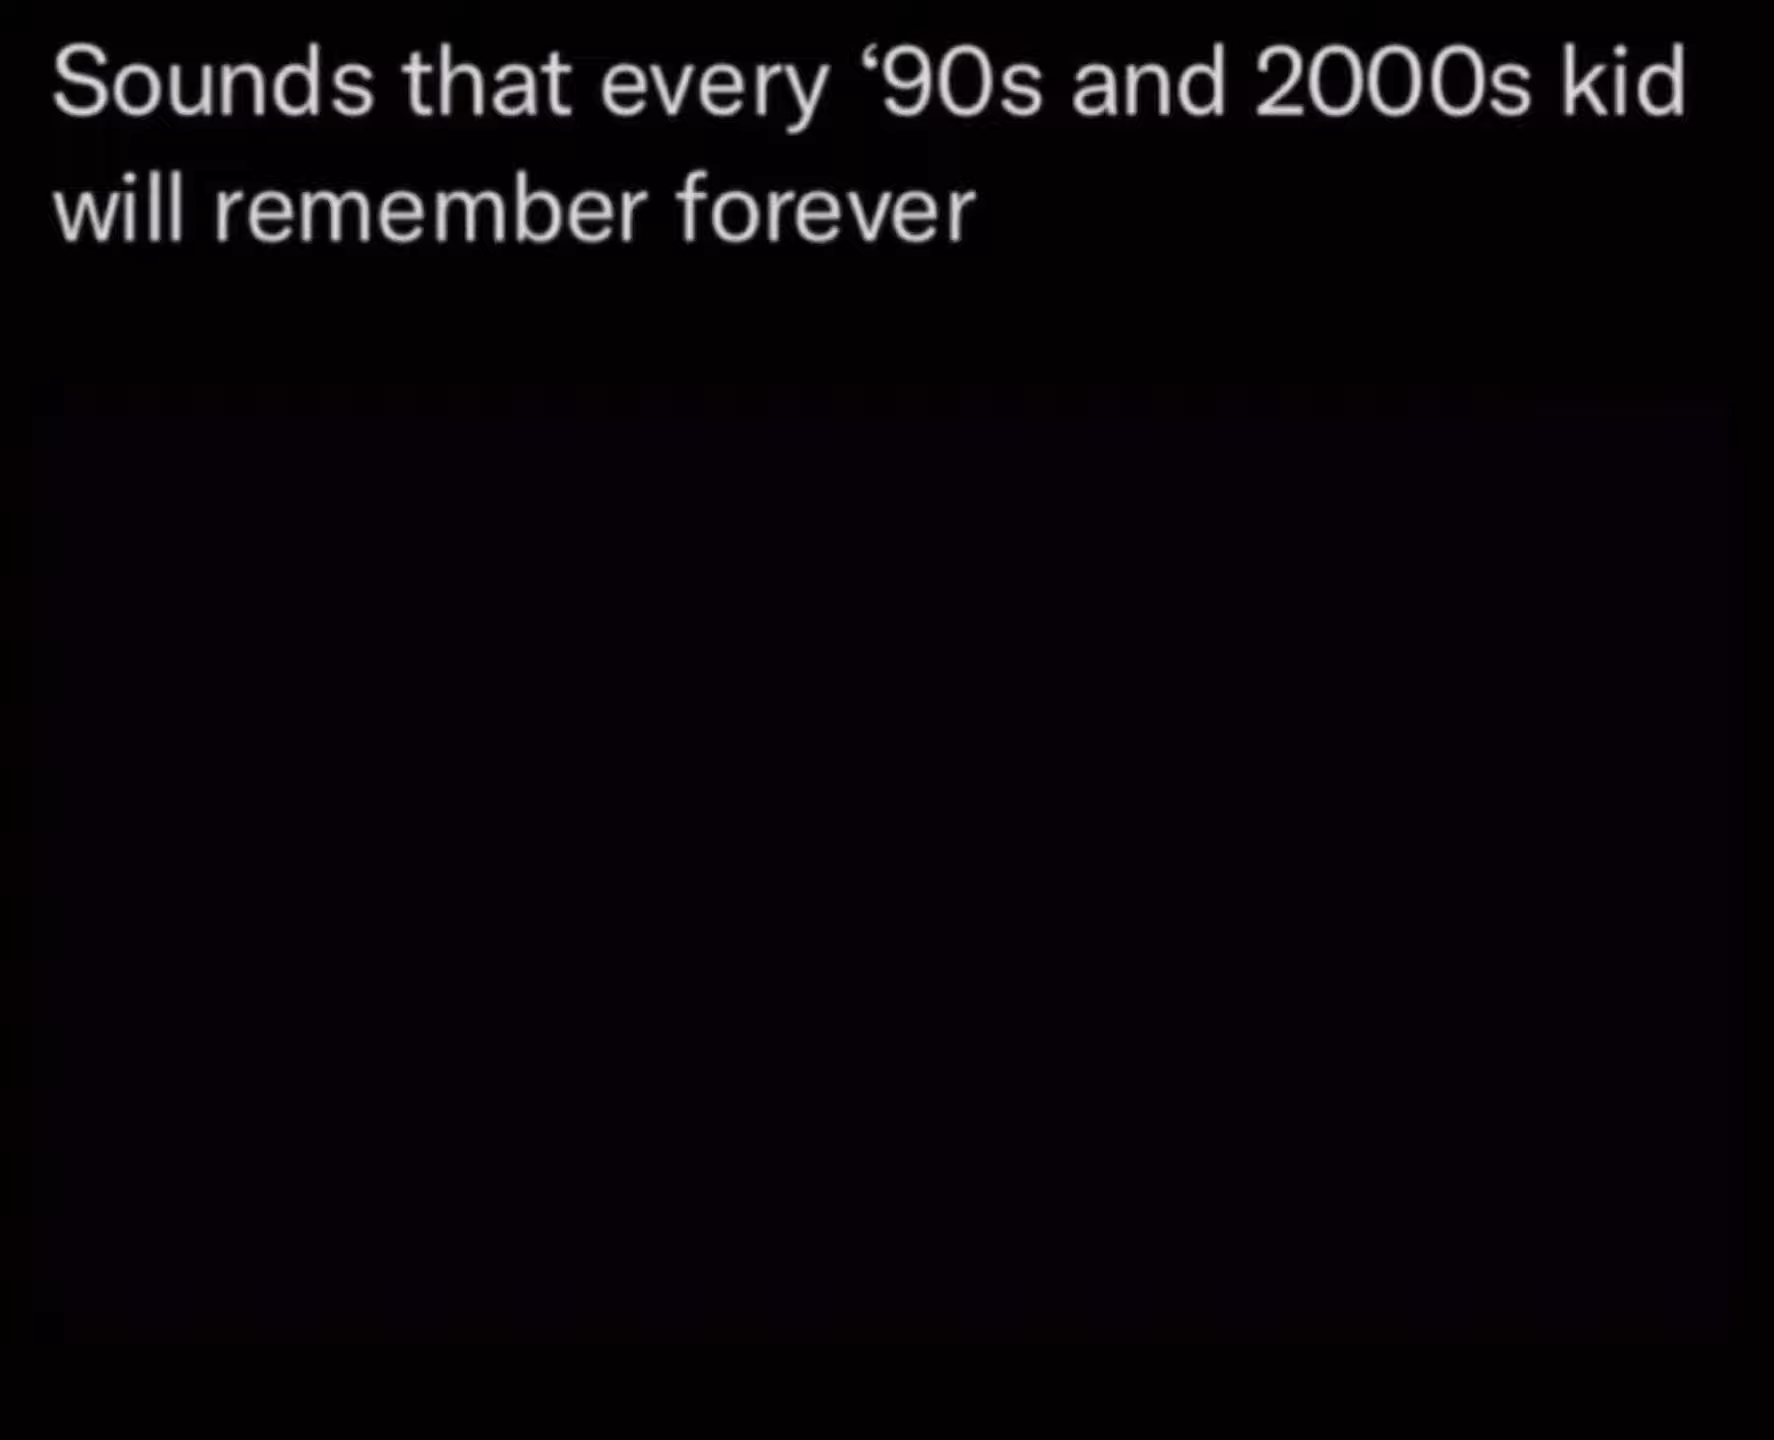 Sounds that every ‘90s and 2000s kid
will remember forever